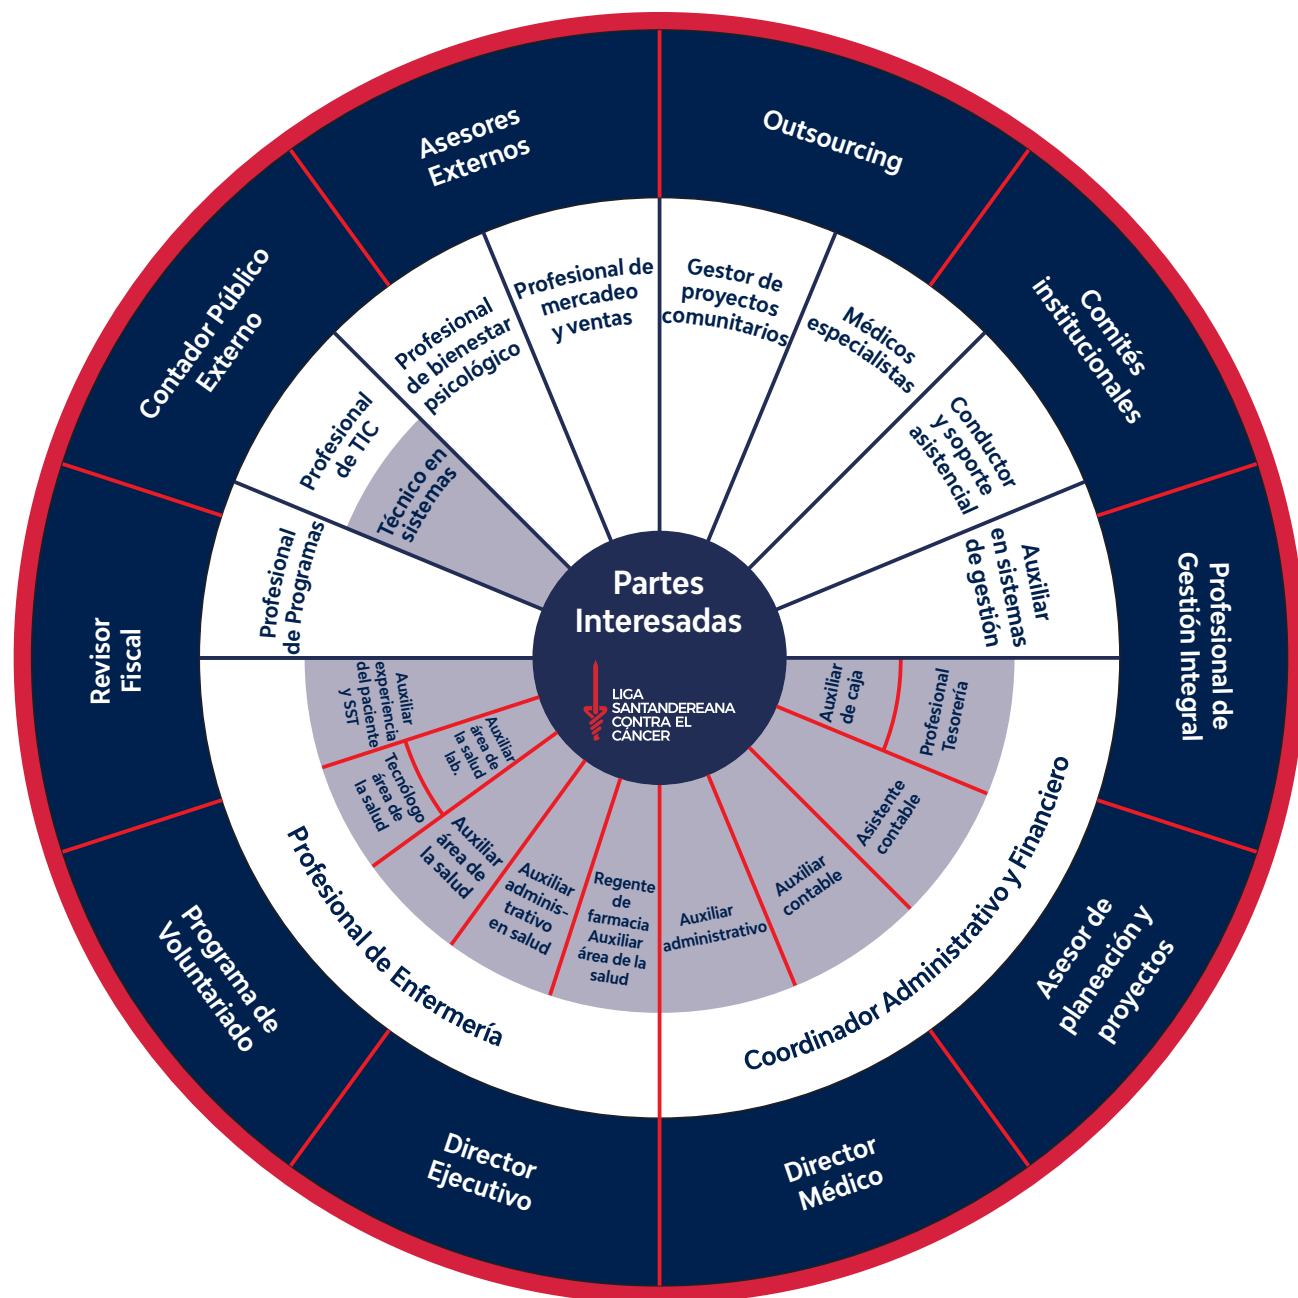 Asesores
Externos
Outsourcing
Comités
institucionales
Profesional de
Gestión Integral
Asesor de
planeación y
proyectos
Director
Médico
Director
Ejecutivo
Programa de
Voluntariado
Revisor
Fiscal
Contador Público
Externo
Profesional de
mercadeo
y ventas
Gestor de
proyectos
comunitarios
Médicos
especialistas
Conductor
y soporte
asistencial
Auxiliar
en sistemas
de gestión
Coordinador Administrativo y Financiero
Profesional de Enfermería
Profesional
de Programas
Profesional
de TIC
Técnico en
sistemas
Profesional
de bienestar
psicológico
Auxiliar
de caja
Profesional
Tesorería
Asistente
contable
Auxiliar
contable
Auxiliar
administrativo
Regente
de
farmacia
Auxiliar
área de la
salud
Auxiliar
adminis-
trativo
en salud
Auxiliar
área de
la salud
Tecnólogo
área de
la salud
Auxiliar
área de
la salud
lab.
Auxiliar
experiencia
del paciente
y SST
Partes
Interesadas
LIGA
SANTANDEREANA
CONTRA EL
CÁNCER